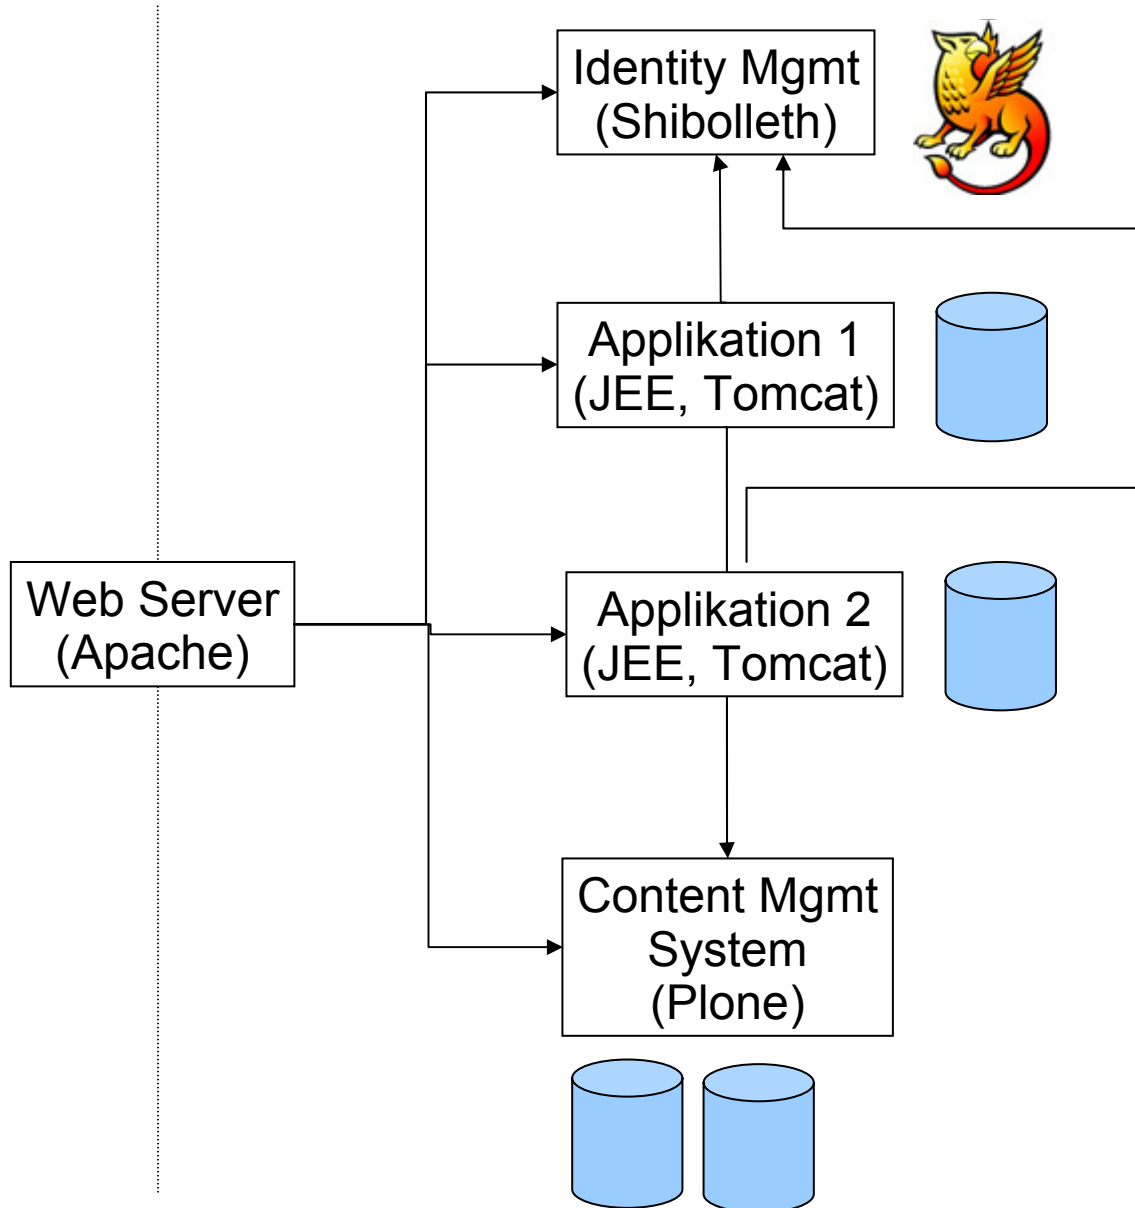 Identity Mgmt
(Shibolleth)
Applikation 1
(JEE, Tomcat)
Web Server
(Apache)
Applikation 2
(JEE, Tomcat)
Content Mgmt
System
(Plone)